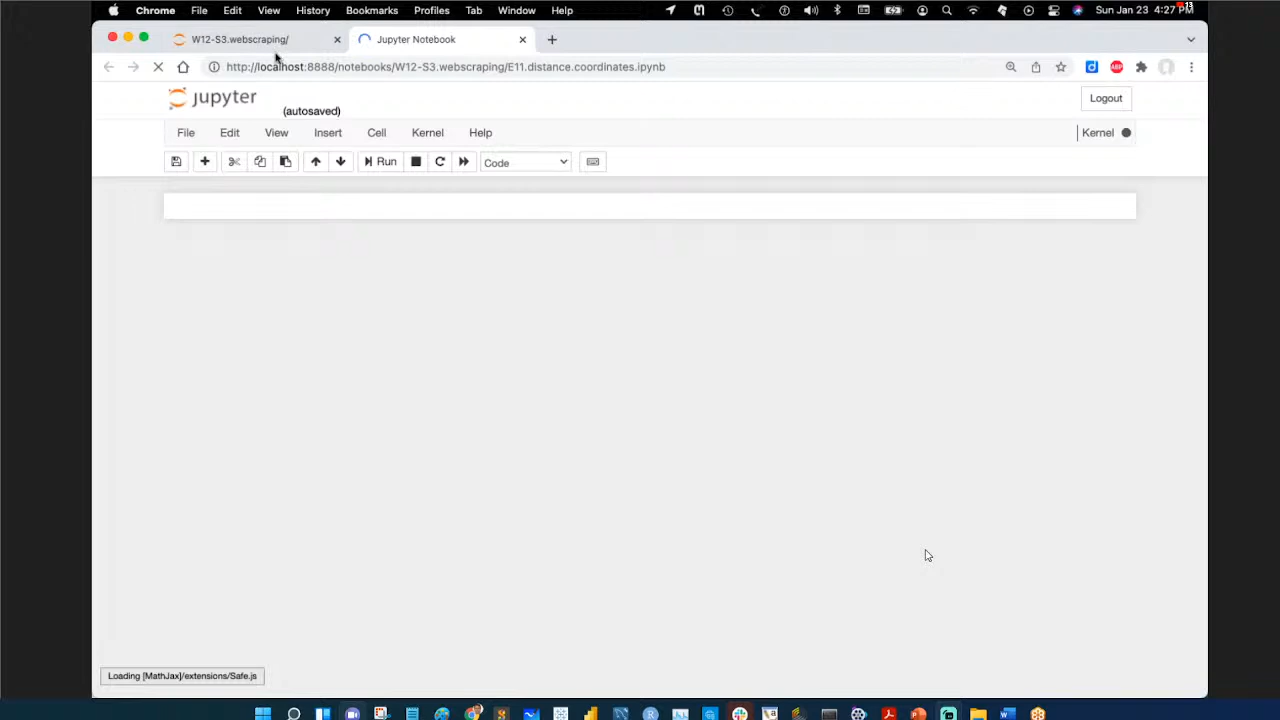 Chrome File Edit View History Bookmarks Profiles Tab Window Help Sun Jan 23 4:27 PM 13
W12-S3.webscraping/ Jupyter Notebook
http://localhost:8888/notebooks/W12-S3.webscraping/E11.distance.coordinates.ipynb ABP
jupyter (autosaved) Logout
File Edit View Insert Cell Kernel Help Kernel
Run Code
Loading [MathJax]/extensions/Safe.js